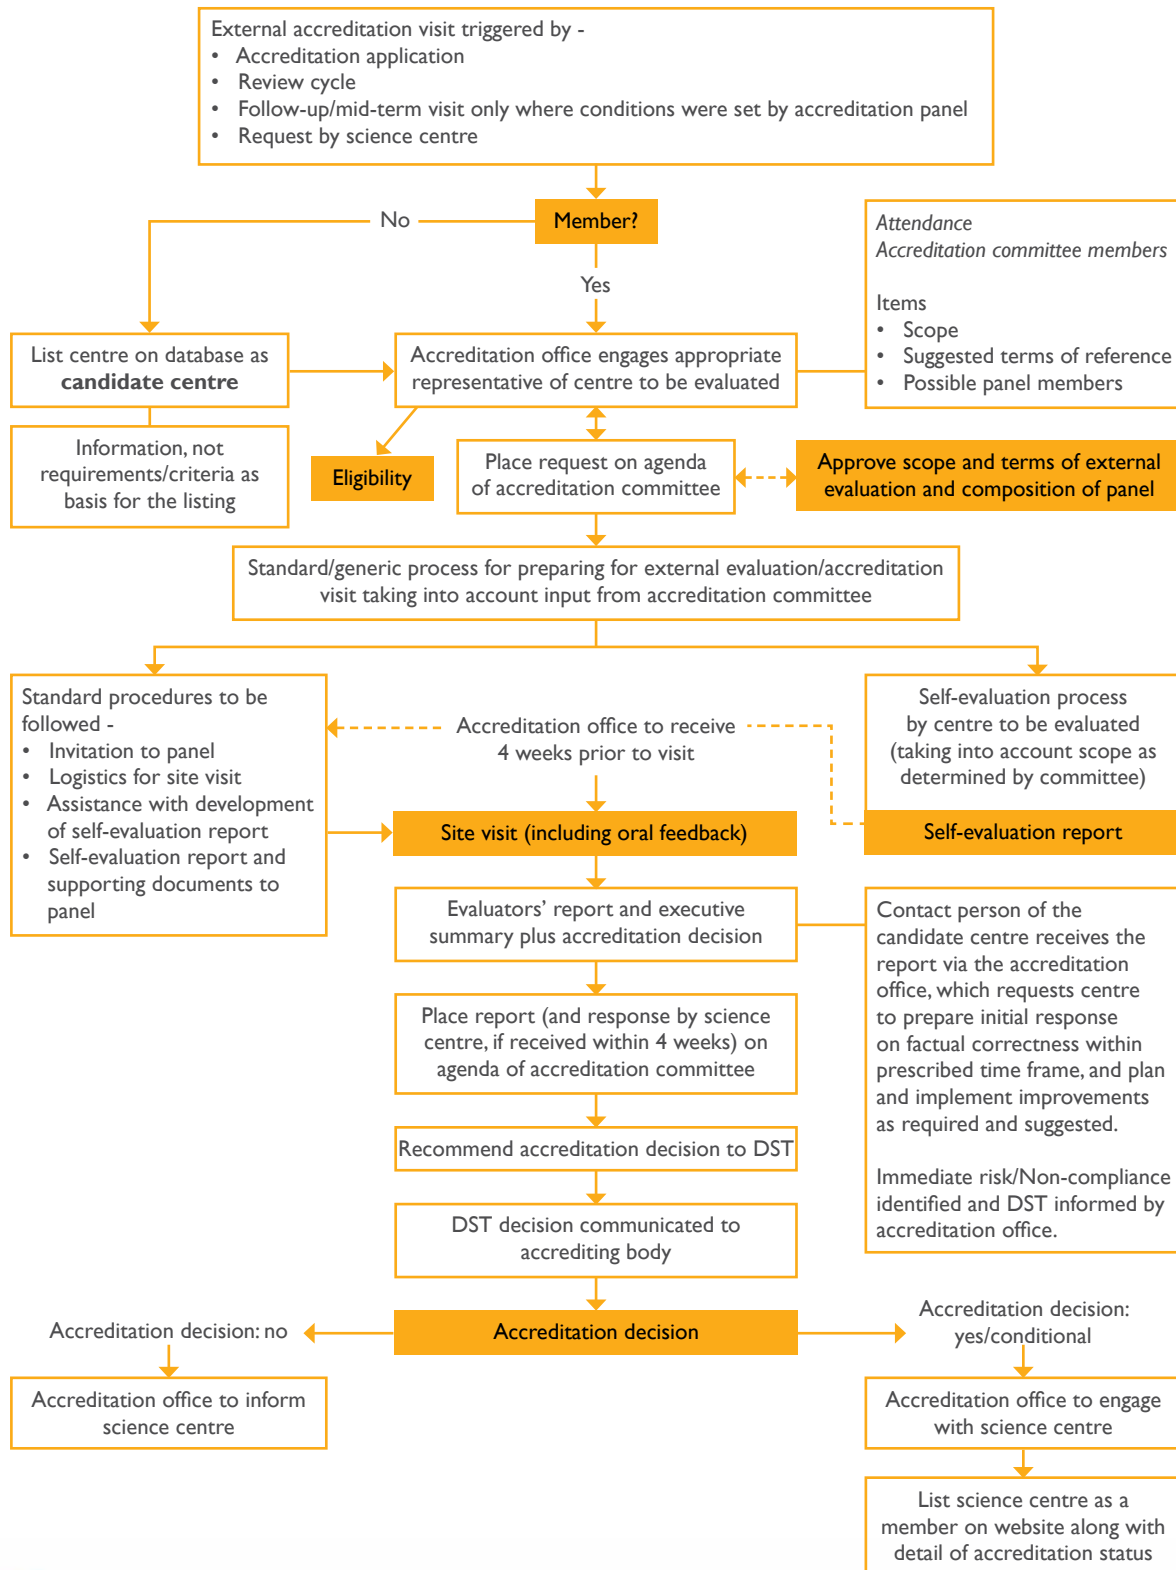 External accreditation visit triggered by -
• Accreditation application
• Review cycle
• Follow-up/mid-term visit only where conditions were set by accreditation panel
• Request by science centre
No
Member?
Yes
Attendance
Accreditation committee members
Items
• Scope
• Suggested terms of reference
• Possible panel members
List centre on database as
candidate centre
Accreditation office engages appropriate
representative of centre to be evaluated
Information, not
requirements/criteria as
basis for the listing
Eligibility
Place request on agenda
of accreditation committee
Approve scope and terms of external
evaluation and composition of panel
Standard/generic process for preparing for external evaluation/accreditation
visit taking into account input from accreditation committee
Standard procedures to be
followed -
• Invitation to panel
• Logistics for site visit
• Assistance with development
of self-evaluation report
• Self-evaluation report and
supporting documents to
panel
Accreditation office to receive
4 weeks prior to visit
Self-evaluation process
by centre to be evaluated
(taking into account scope as
determined by committee)
Site visit (including oral feedback)
Self-evaluation report
Evaluators' report and executive
summary plus accreditation decision
Contact person of the
candidate centre receives the
report via the accreditation
office, which requests centre
to prepare initial response
on factual correctness within
prescribed time frame, and plan
and implement improvements
as required and suggested.
Immediate risk/Non-compliance
identified and DST informed by
accreditation office.
Place report (and response by science
centre, if received within 4 weeks) on
agenda of accreditation committee
Recommend accreditation decision to DST
DST decision communicated to
accrediting body
Accreditation decision: no
Accreditation decision
Accreditation decision:
yes/conditional
Accreditation office to inform
science centre
Accreditation office to engage
with science centre
List science centre as a
member on website along with
detail of accreditation status